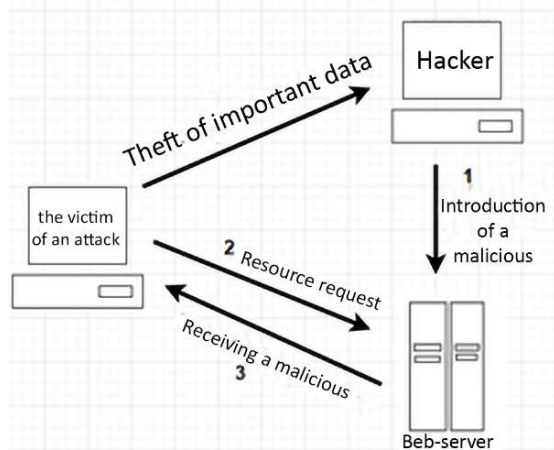 Hacker
Theft of important data
1
Introduction
of a
malicious
the victim
of an attack
2 Resource request
Receiving a malicious
3
Beb-server